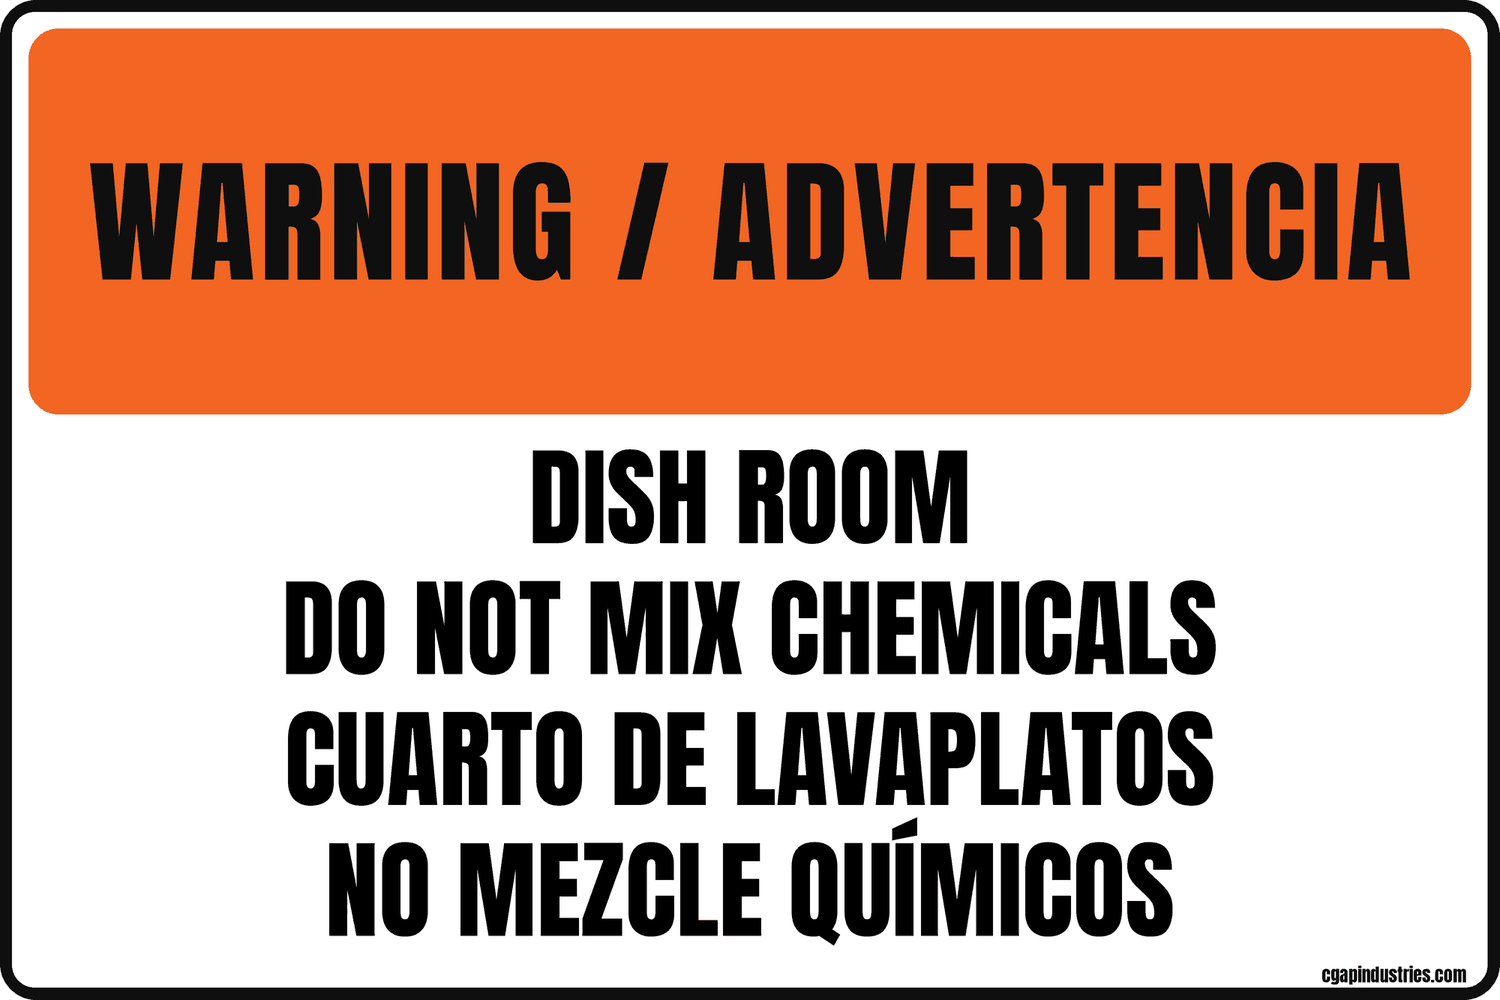 WARNING / ADVERTENCIA
DISH ROOM
DO NOT MIX CHEMICALS
CUARTO DE LAVAPLATOS
NO MEZCLE QUÍMICOS
cgapindustries.com